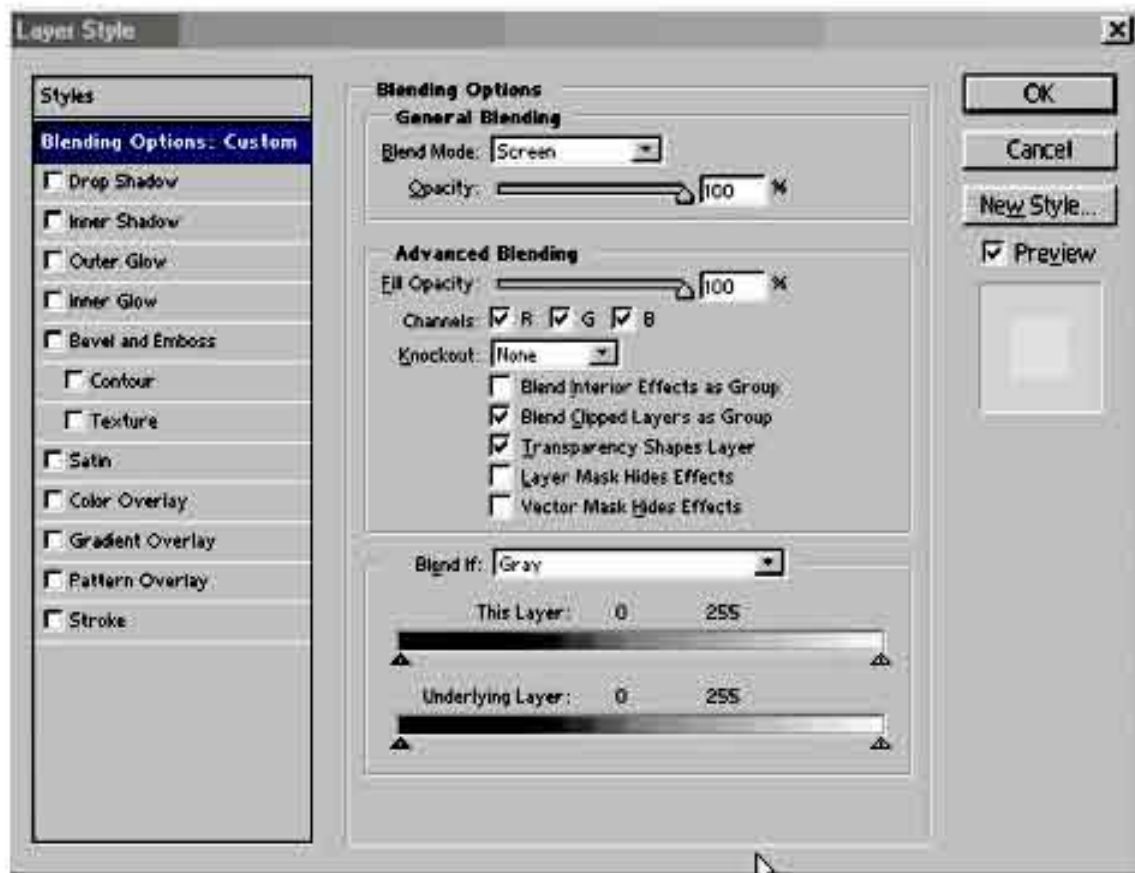 Layer Style
Styles
Blending Options: Custom
Drop Shadow
Inner Shadow
Outer Glow
Inner Glow
Bevel and Emboss
Contour
Texture
Satin
Color Overlay
Gradient Overlay
Pattern Overlay
Stroke
Blending Options
General Blending
Blend Mode: Screen
Opacity: 100 %
Advanced Blending
Fill Opacity: 100 %
Channels: R G B
Knockout: None
Blend Interior Effects as Group
Blend Clipped Layers as Group
Transparency Shapes Layer
Layer Mask Hides Effects
Vector Mask Hides Effects
Blend If: Gray
This Layer: 0 255
Underlying Layer: 0 255
OK
Cancel
New Style...
Preview